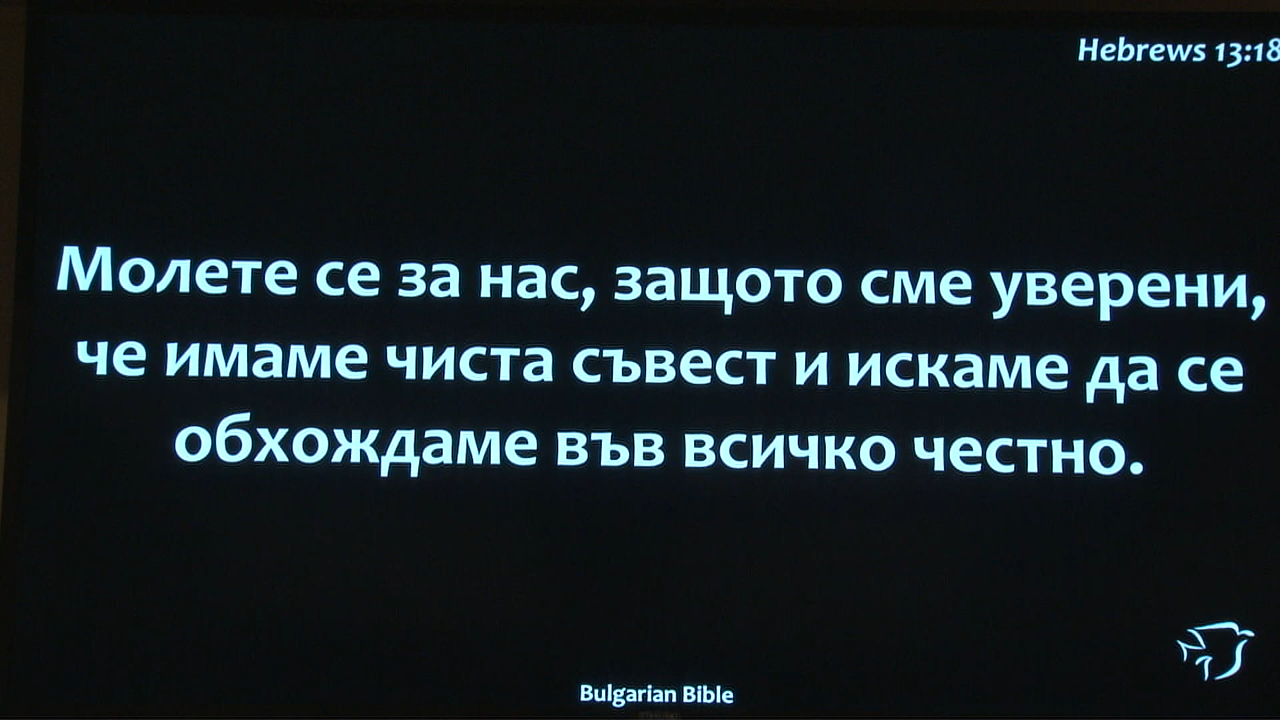 Hebrews 13:18
Молете се за нас, защото сме уверени,
че имаме чиста съвест и искаме да се
обхождаме във всичко честно.
Bulgarian Bible